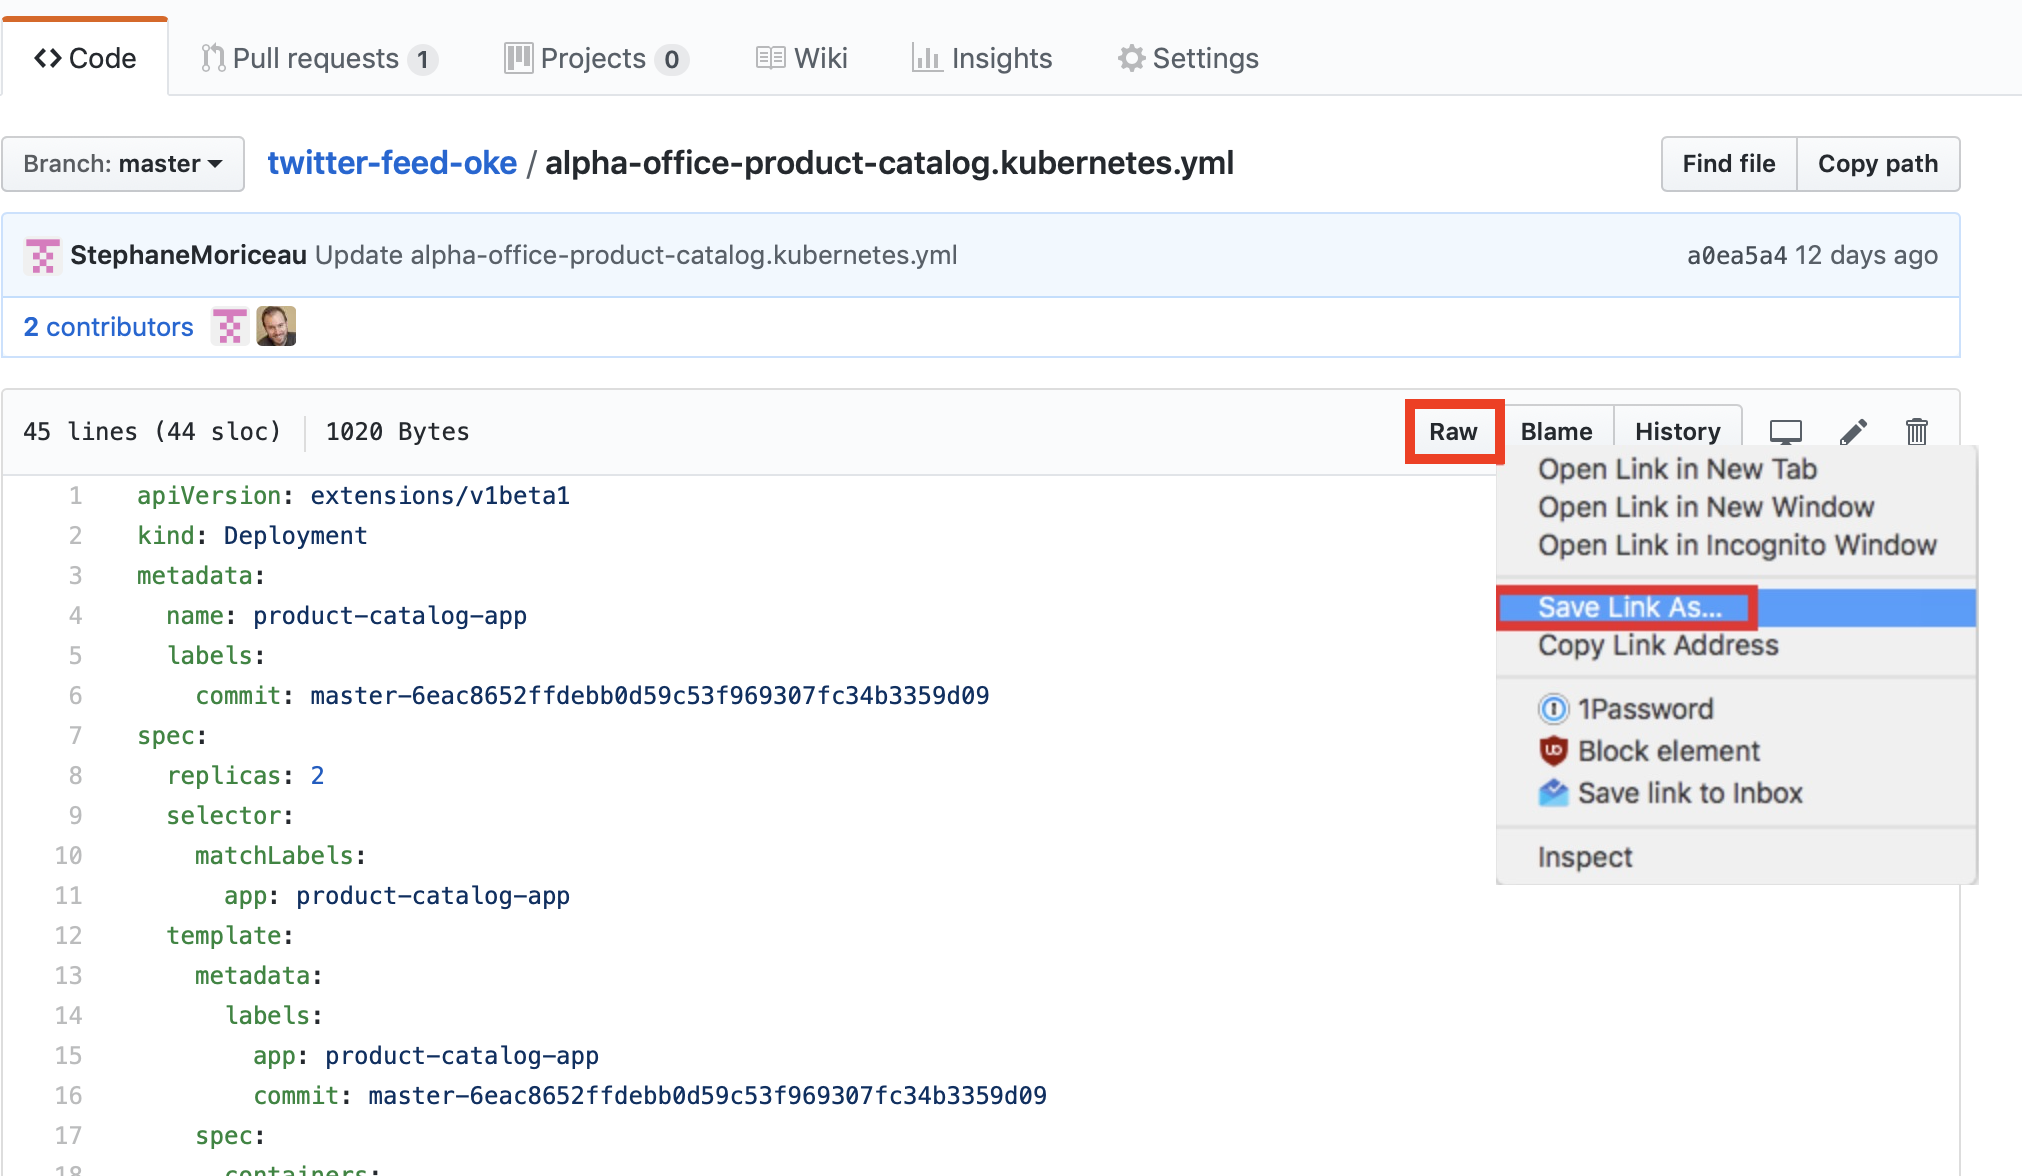 Code Pull requests 1 Projects 0 Wiki Insights Settings
Branch: master twitter-feed-oke / alpha-office-product-catalog.kubernetes.yml Find file Copy path
StephaneMoriceau Update alpha-office-product-catalog.kubernetes.yml a0ea5a4 12 days ago
2 contributors
45 lines (44 sloc) 1020 Bytes Raw Blame History
Open Link in New Tab
Open Link in New Window
Open Link in Incognito Window
Save Link As...
Copy Link Address
1Password
Block element
Save link to Inbox
Inspect
1 apiVersion: extensions/v1beta1
2 kind: Deployment
3 metadata:
4 name: product-catalog-app
5 labels:
6 commit: master-6eac8652ffdebb0d59c53f969307fc34b3359d09
7 spec:
8 replicas: 2
9 selector:
10 matchLabels:
11 app: product-catalog-app
12 template:
13 metadata:
14 labels:
15 app: product-catalog-app
16 commit: master-6eac8652ffdebb0d59c53f969307fc34b3359d09
17 spec:
18 containers: